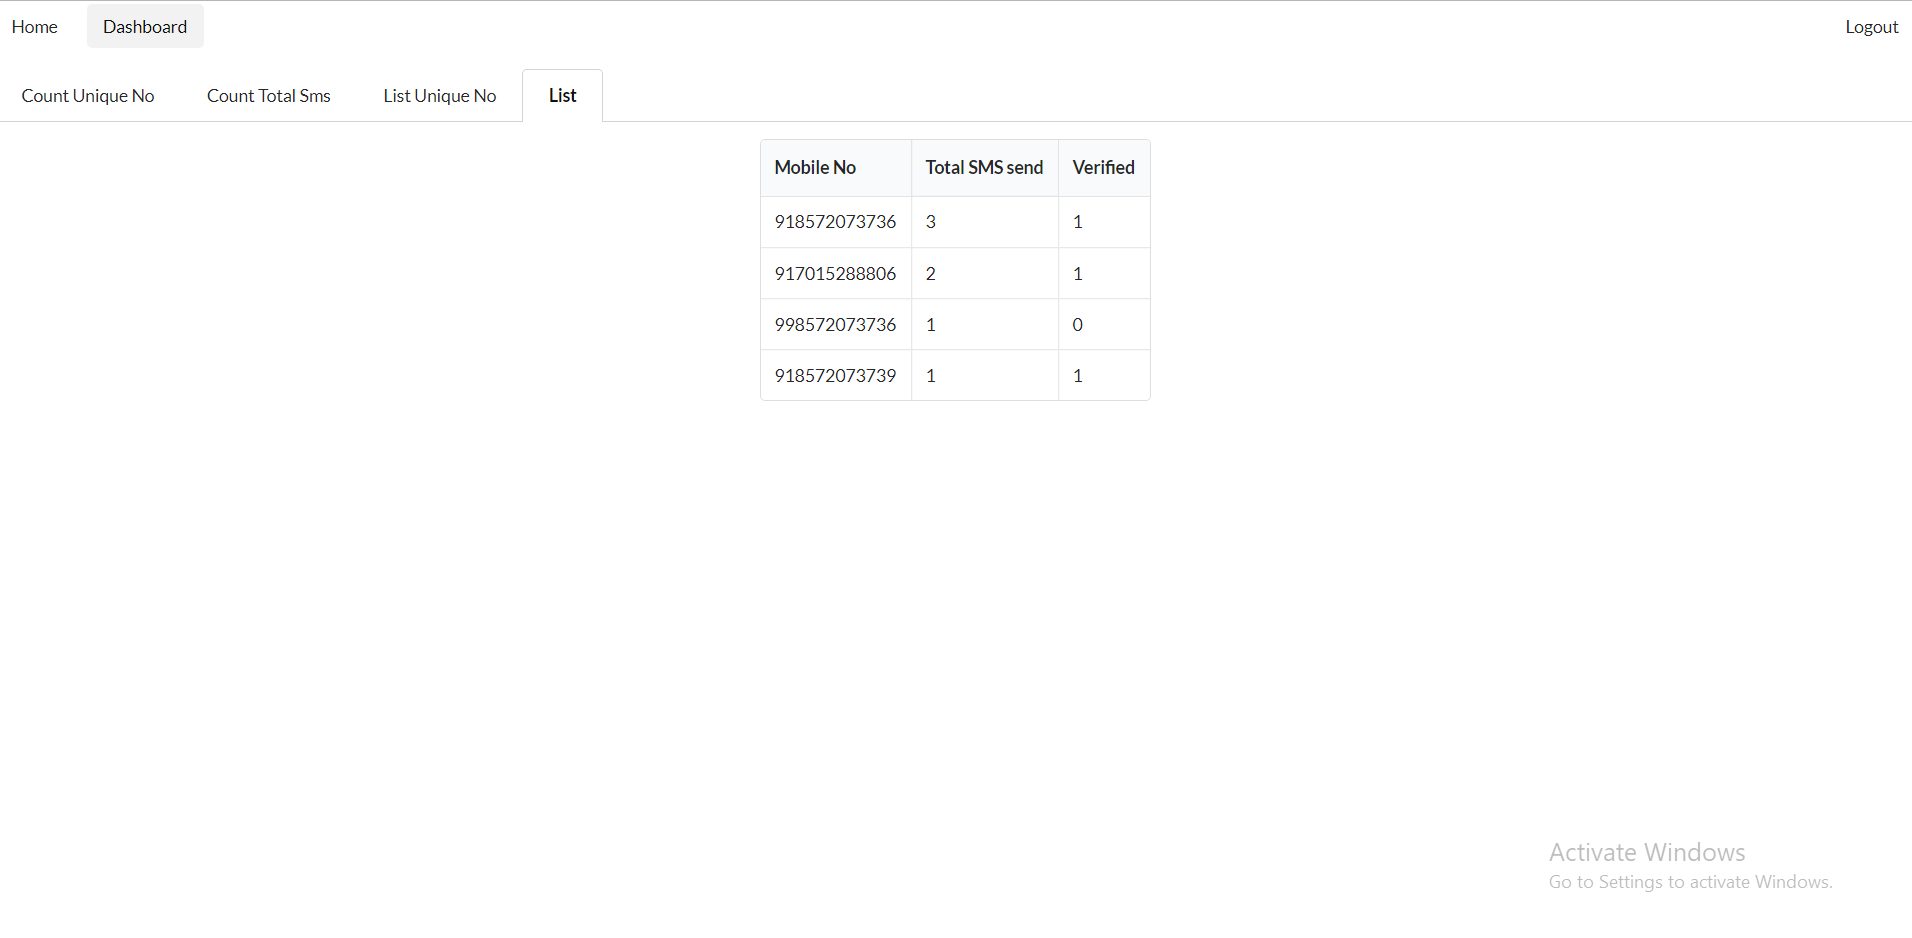 Home Dashboard Logout
Count Unique No Count Total Sms List Unique No List
Mobile No Total SMS send Verified
918572073736 3 1
917015288806 2 1
998572073736 1 0
918572073739 1 1
Activate Windows
Go to Settings to activate Windows.